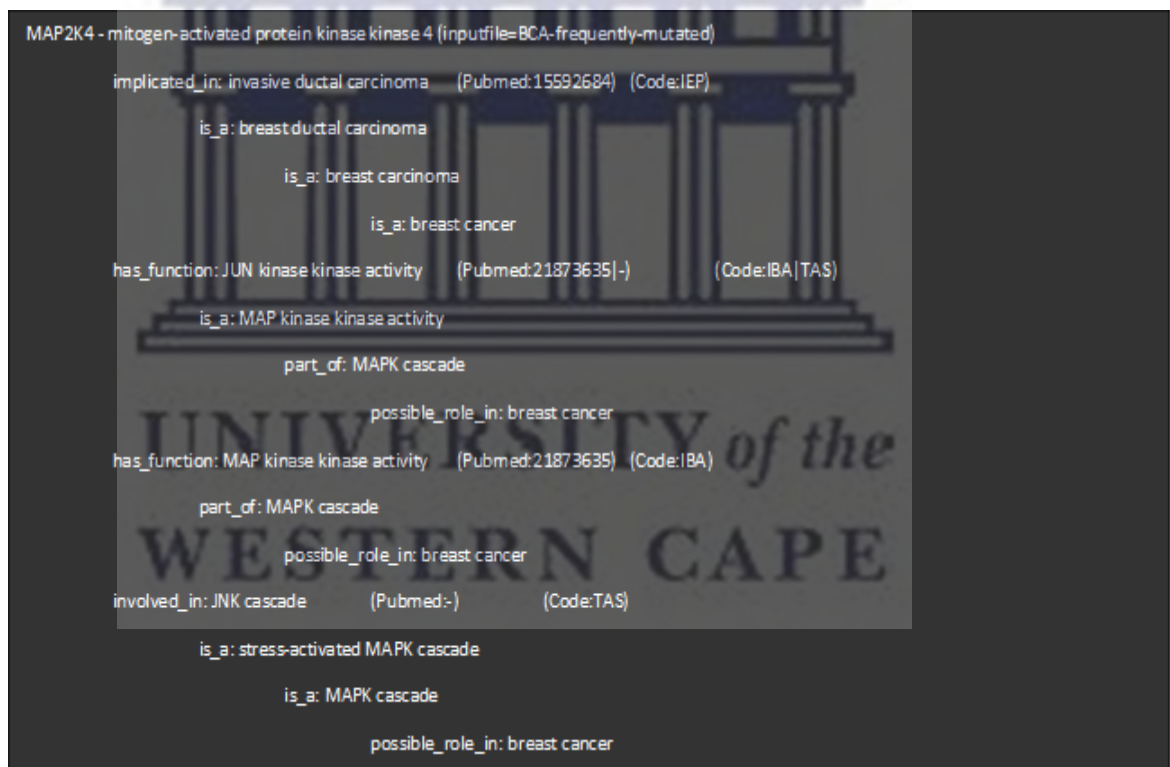 MAP2K4 - mitogen-activated protein kinase kinase 4 (inputfile=BCA-frequently-mutated)
implicated_in: invasive ductal carcinoma (Pubmed:15592684) (Code:IEP)
is_a: breast ductal carcinoma
is_a: breast carcinoma
is_a: breast cancer
has_function: JUN kinase kinase activity (Pubmed:21873635|-) (Code:IBA|TAS)
is_a: MAP kinase kinase activity
part_of: MAPK cascade
possible_role_in: breast cancer
UNIVERSITY of the
has_function: MAP kinase kinase activity (Pubmed:21873635) (Code:IBA)
part_of: MAPK cascade
WESTERN CAPE
possible_role_in: breast cancer
involved_in: JNK cascade (Pubmed:-) (Code:TAS)
is_a: stress-activated MAPK cascade
is_a: MAPK cascade
possible_role_in: breast cancer